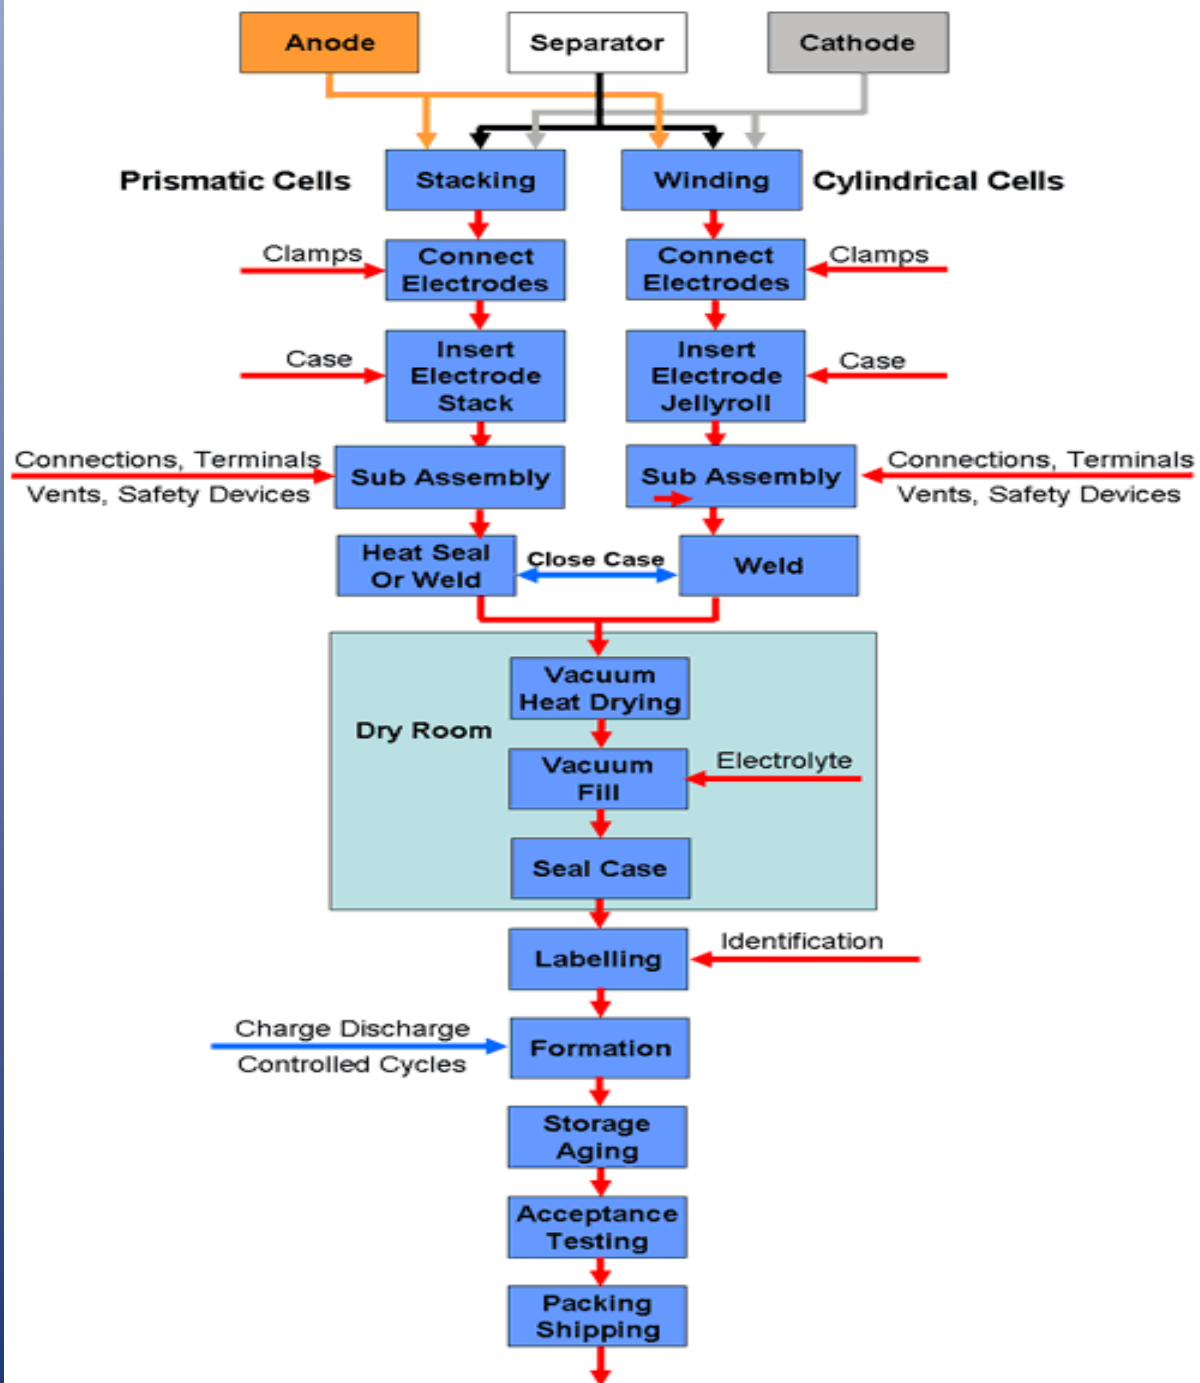 Anode
Separator
Cathode
Prismatic Cells
Stacking
Winding
Cylindrical Cells
Clamps
Connect
Electrodes
Connect
Electrodes
Clamps
Case
Insert
Electrode
Stack
Insert
Electrode
Jellyroll
Case
Connections, Terminals
Vents, Safety Devices
Sub Assembly
Sub Assembly
Connections, Terminals
Vents, Safety Devices
Heat Seal
Or Weld
Close Case
Weld
Vacuum
Heat Drying
Dry Room
Vacuum
Fill
Electrolyte
Seal Case
Labelling
Identification
Charge Discharge
Controlled Cycles
Formation
Storage
Aging
Acceptance
Testing
Packing
Shipping